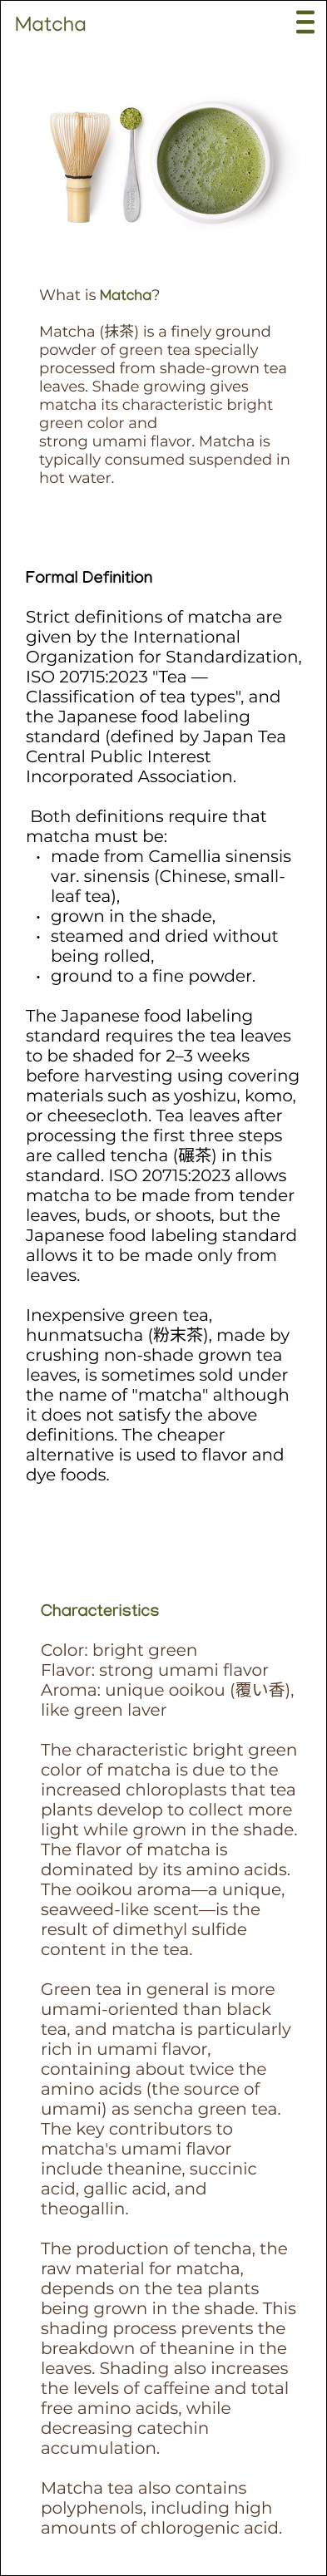 Matcha
What is Matcha?
Matcha (抹茶) is a finely ground
powder of green tea specially
processed from shade-grown tea
leaves. Shade growing gives
matcha its characteristic bright
green color and
strong umami flavor. Matcha is
typically consumed suspended in
hot water.
Formal Definition
Strict definitions of matcha are
given by the International
Organization for Standardization,
ISO 20715:2023 "Tea —
Classification of tea types", and
the Japanese food labeling
standard (defined by Japan Tea
Central Public Interest
Incorporated Association.
Both definitions require that
matcha must be:
• made from Camellia sinensis
var. sinensis (Chinese, small-
leaf tea),
• grown in the shade,
• steamed and dried without
being rolled,
• ground to a fine powder.
The Japanese food labeling
standard requires the tea leaves
to be shaded for 2–3 weeks
before harvesting using covering
materials such as yoshizu, komo,
or cheesecloth. Tea leaves after
processing the first three steps
are called tencha (碾茶) in this
standard. ISO 20715:2023 allows
matcha to be made from tender
leaves, buds, or shoots, but the
Japanese food labeling standard
allows it to be made only from
leaves.
Inexpensive green tea,
hunmatsucha (粉末茶), made by
crushing non-shade grown tea
leaves, is sometimes sold under
the name of "matcha" although
it does not satisfy the above
definitions. The cheaper
alternative is used to flavor and
dye foods.
Characteristics
Color: bright green
Flavor: strong umami flavor
Aroma: unique ooikou (覆い香),
like green laver
The characteristic bright green
color of matcha is due to the
increased chloroplasts that tea
plants develop to collect more
light while grown in the shade.
The flavor of matcha is
dominated by its amino acids.
The ooikou aroma—a unique,
seaweed-like scent—is the
result of dimethyl sulfide
content in the tea.
Green tea in general is more
umami-oriented than black
tea, and matcha is particularly
rich in umami flavor,
containing about twice the
amino acids (the source of
umami) as sencha green tea.
The key contributors to
matcha's umami flavor
include theanine, succinic
acid, gallic acid, and
theogallin.
The production of tencha, the
raw material for matcha,
depends on the tea plants
being grown in the shade. This
shading process prevents the
breakdown of theanine in the
leaves. Shading also increases
the levels of caffeine and total
free amino acids, while
decreasing catechin
accumulation.
Matcha tea also contains
polyphenols, including high
amounts of chlorogenic acid.